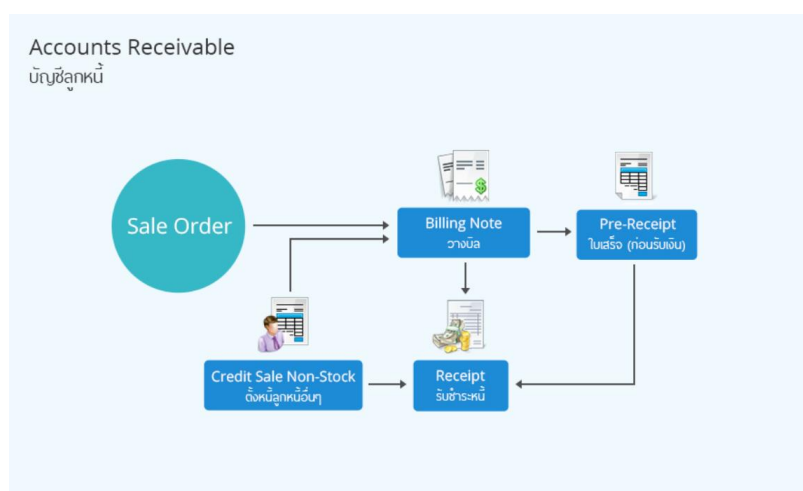 Accounts Receivable
บัญชีลูกหนี้
Sale Order
Billing Note
วางบิล
Pre-Receipt
ใบเสร็จ (ก่อนรับเงิน)
Credit Sale Non-Stock
ตั้งหนี้ลูกหนี้อื่นๆ
Receipt
รับชำระหนี้